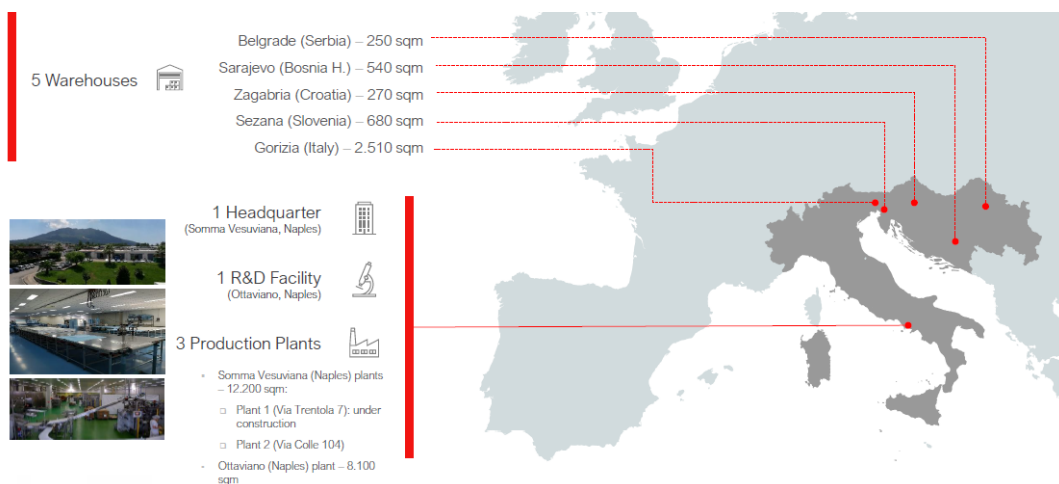 5 Warehouses
Belgrade (Serbia) – 250 sqm
Sarajevo (Bosnia H.) – 540 sqm
Zagabria (Croatia) – 270 sqm
Sezana (Slovenia) – 680 sqm
Gorizia (Italy) – 2.510 sqm
1 Headquarter
(Somma Vesuviana, Naples)
1 R&D Facility
(Ottaviano, Naples)
3 Production Plants
- Somma Vesuviana (Naples) plants
– 12.200 sqm:
□ Plant 1 (Via Trentola 7): under
construction
□ Plant 2 (Via Colle 104)
- Ottaviano (Naples) plant – 8.100
sqm